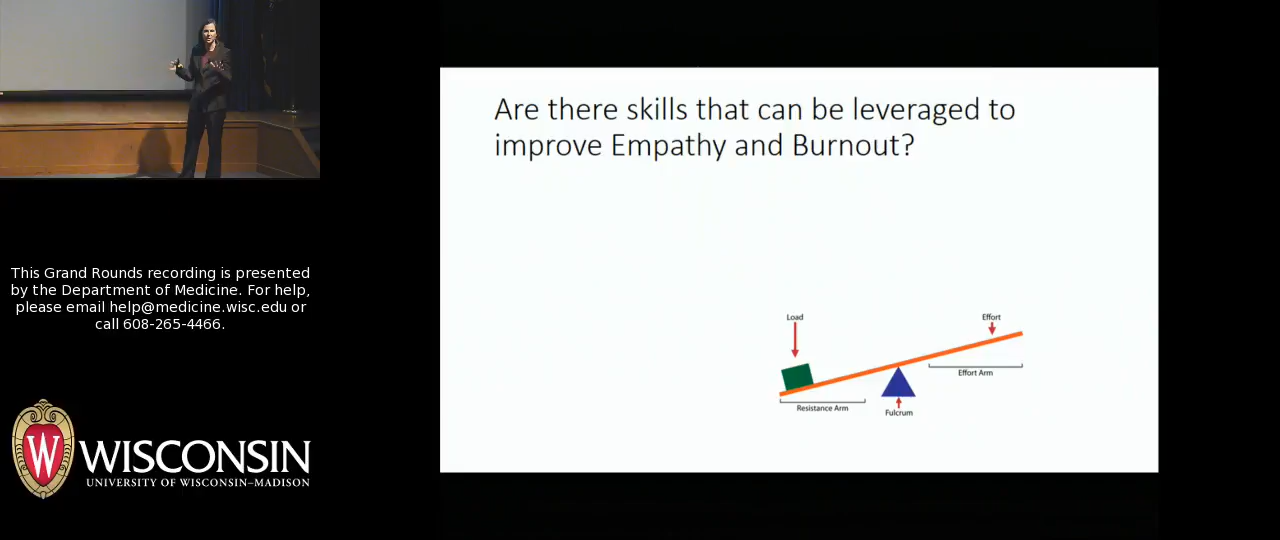 Are there skills that can be leveraged to
improve Empathy and Burnout?
Load
Effort
Effort Arm
Resistance Arm
Fulcrum
This Grand Rounds recording is presented
by the Department of Medicine. For help,
please email help@medicine.wisc.edu or
call 608-265-4466.
W
WISCONSIN
UNIVERSITY OF WISCONSIN–MADISON